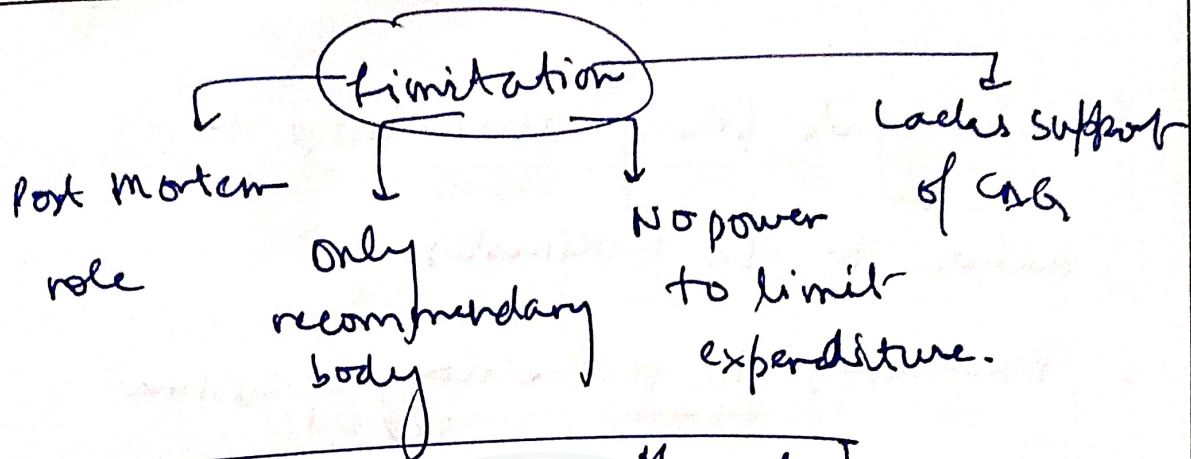 Limitation
Post Mortem
role
only
recommendary
body
No power
to limit
expenditure.
Lacks support
of CAG